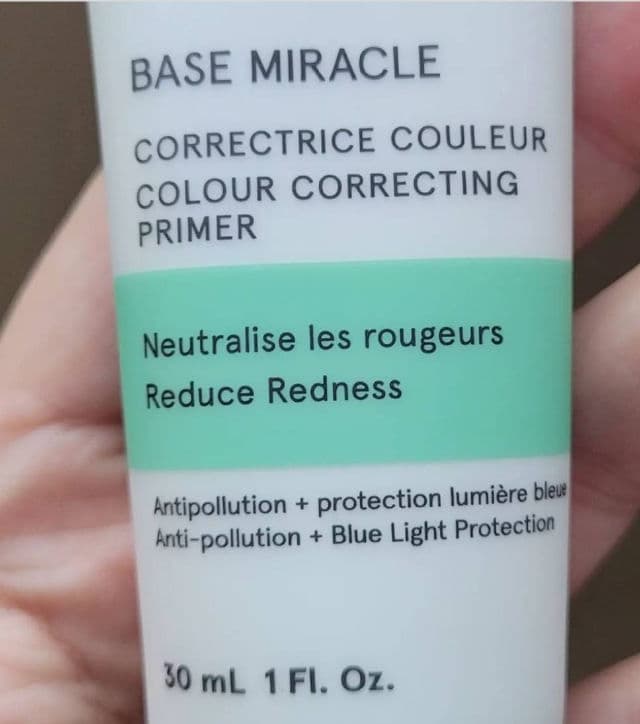 BASE MIRACLE
CORRECTRICE COULEUR
COLOUR CORRECTING
PRIMER
Neutralise les rougeurs
Reduce Redness
Antipollution + protection lumière bleue
Anti-pollution + Blue Light Protection
30 mL 1 Fl. Oz.